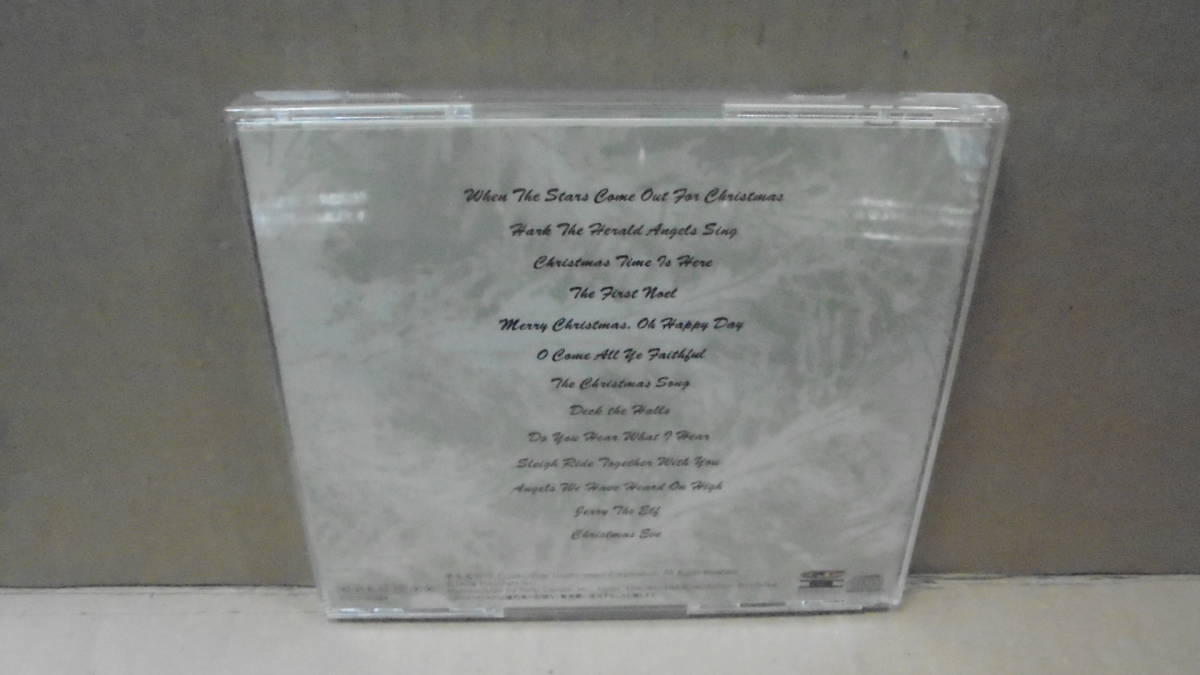 When The Stars Come Out For Christmas
Hark The Herald Angels Sing
Christmas Time Is Here
The First Noel
Merry Christmas, Oh Happy Day
O Come All Ye Faithful
The Christmas Song
Deck the Halls
Do You Hear What I Hear
Sleigh Ride Together With You
Angels We Have Heard On High
Jerry The Elf
Christmas Eve